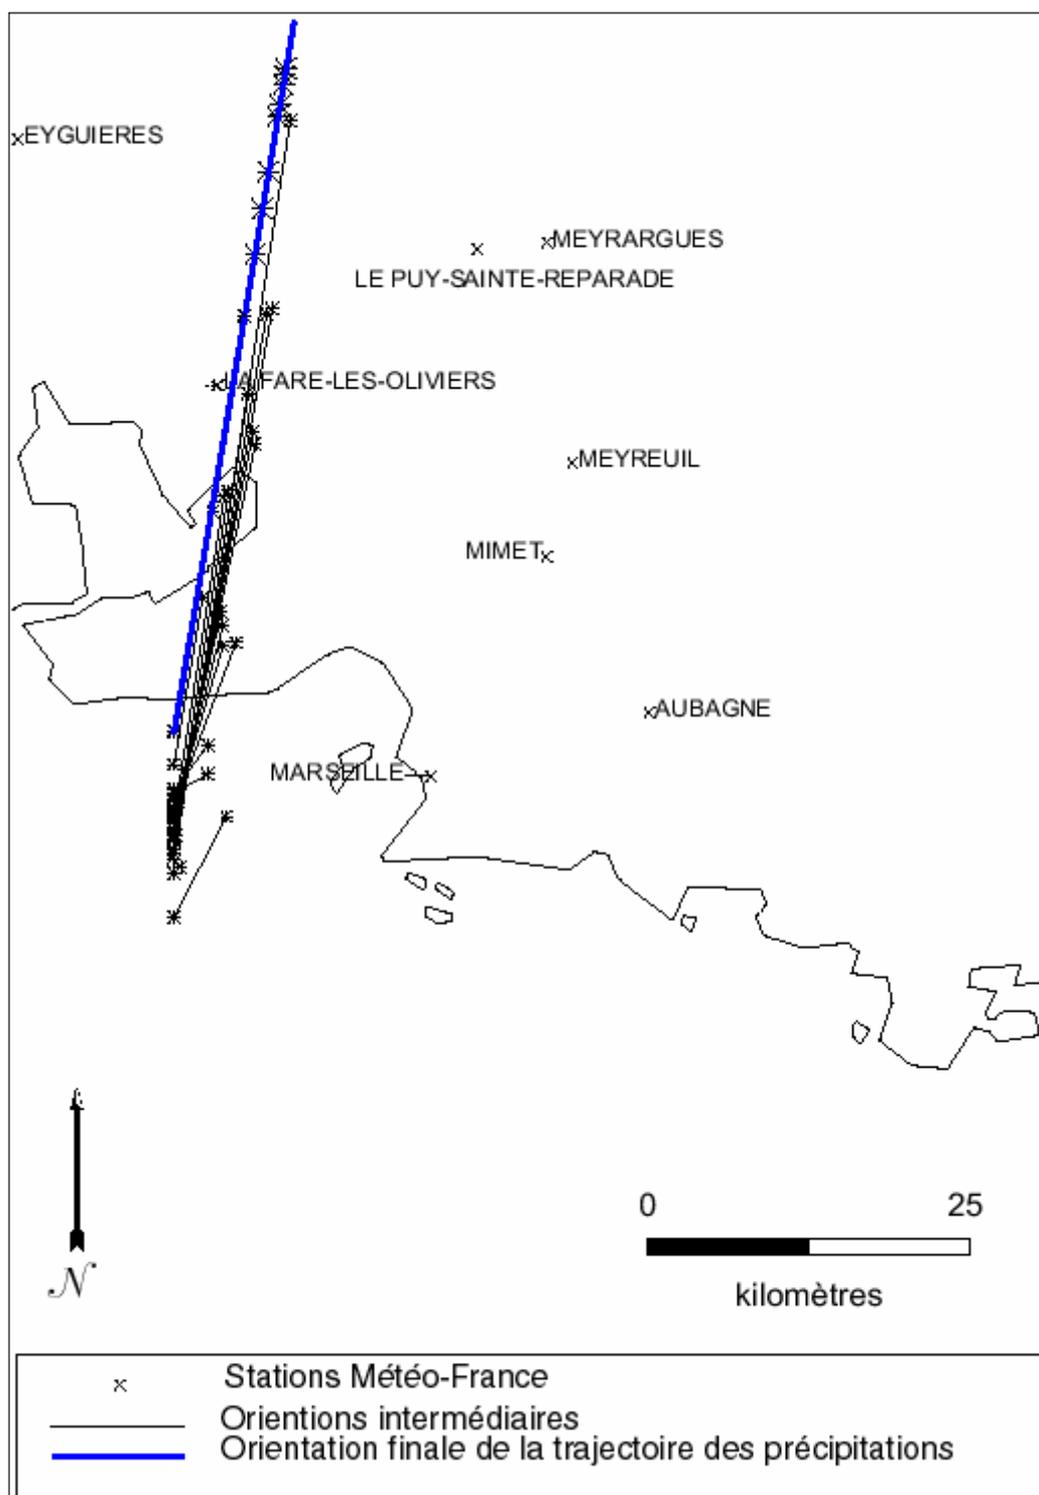 EYGUIERES
MEYRARGUES
LE PUY-SAINTE-REPARADE
LA FARE-LES-OLIVIERS
MEYREUIL
MIMET
AUBAGNE
MARSEILLE
N
0 25
kilomètres
Stations Météo-France
Orientions intermédiaires
Orientation finale de la trajectoire des précipitations